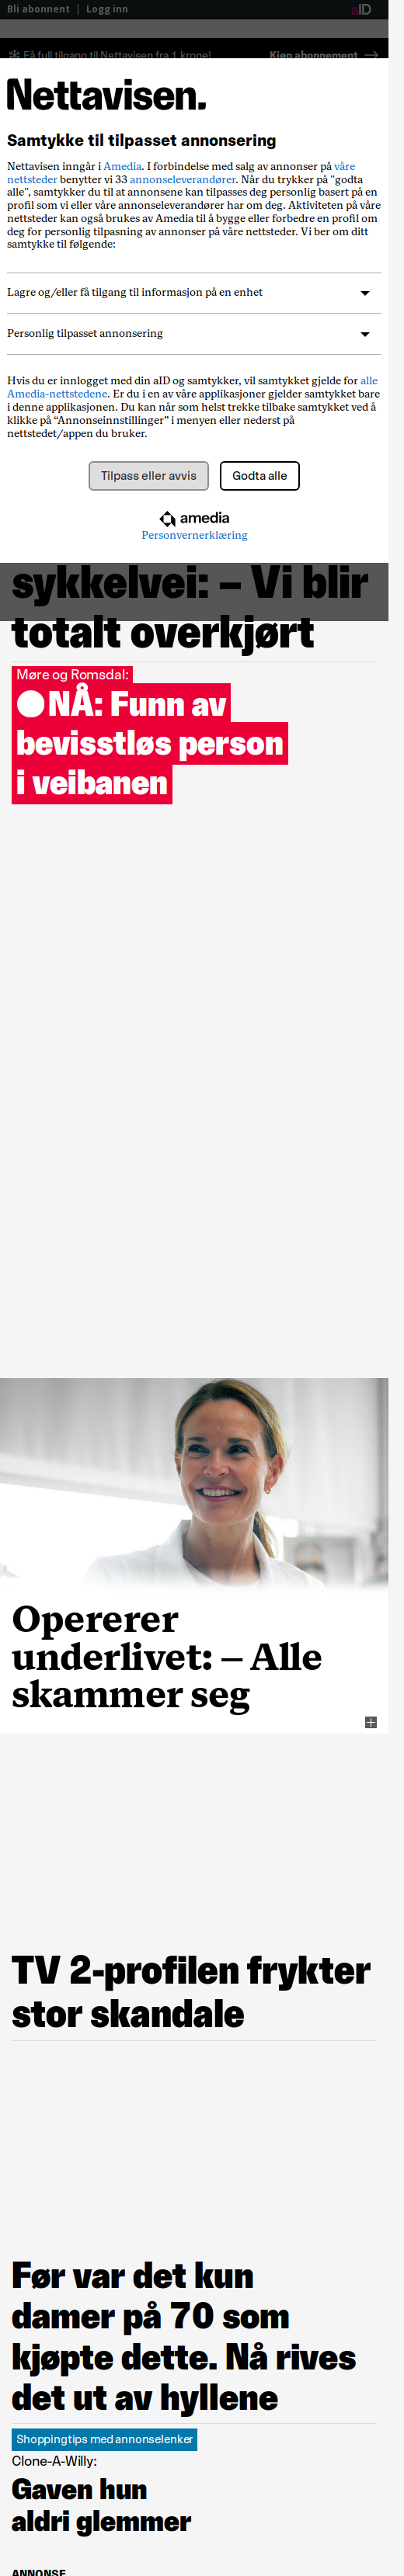 Bli abonnent | Logg inn
aID
Få full tilgang til Nettavisen fra 1 krone!
Kjøp abonnement
Nettavisen.
Samtykke til tilpasset annonsering
Nettavisen inngår i Amedia. I forbindelse med salg av annonser på våre
nettsteder benytter vi 33 annonseleverandører. Når du trykker på "godta
alle", samtykker du til at annonsene kan tilpasses deg personlig basert på en
profil som vi eller våre annonseleverandører har om deg. Aktiviteten på våre
nettsteder kan også brukes av Amedia til å bygge eller forbedre en profil om
deg for personlig tilpasning av annonser på våre nettsteder. Vi ber om ditt
samtykke til følgende:
Lagre og/eller få tilgang til informasjon på en enhet
Personlig tilpasset annonsering
Hvis du er innlogget med din aID og samtykker, vil samtykket gjelde for alle
Amedia-nettstedene. Er du i en av våre applikasjoner gjelder samtykket bare
i denne applikasjonen. Du kan når som helst trekke tilbake samtykket ved å
klikke på “Annonseinnstillinger” i menyen eller nederst på
nettstedet/appen du bruker.
Tilpass eller avvis
Godta alle
amedia
Personvernerklæring
sykkelvei: – Vi blir
totalt overkjørt
Møre og Romsdal:
NÅ: Funn av
bevisstløs person
i veibanen
Opererer
underlivet: – Alle
skammer seg
TV 2-profilen frykter
stor skandale
Før var det kun
damer på 70 som
kjøpte dette. Nå rives
det ut av hyllene
Shoppingtips med annonselenker
Clone-A-Willy:
Gaven hun
aldri glemmer
ANNONSE